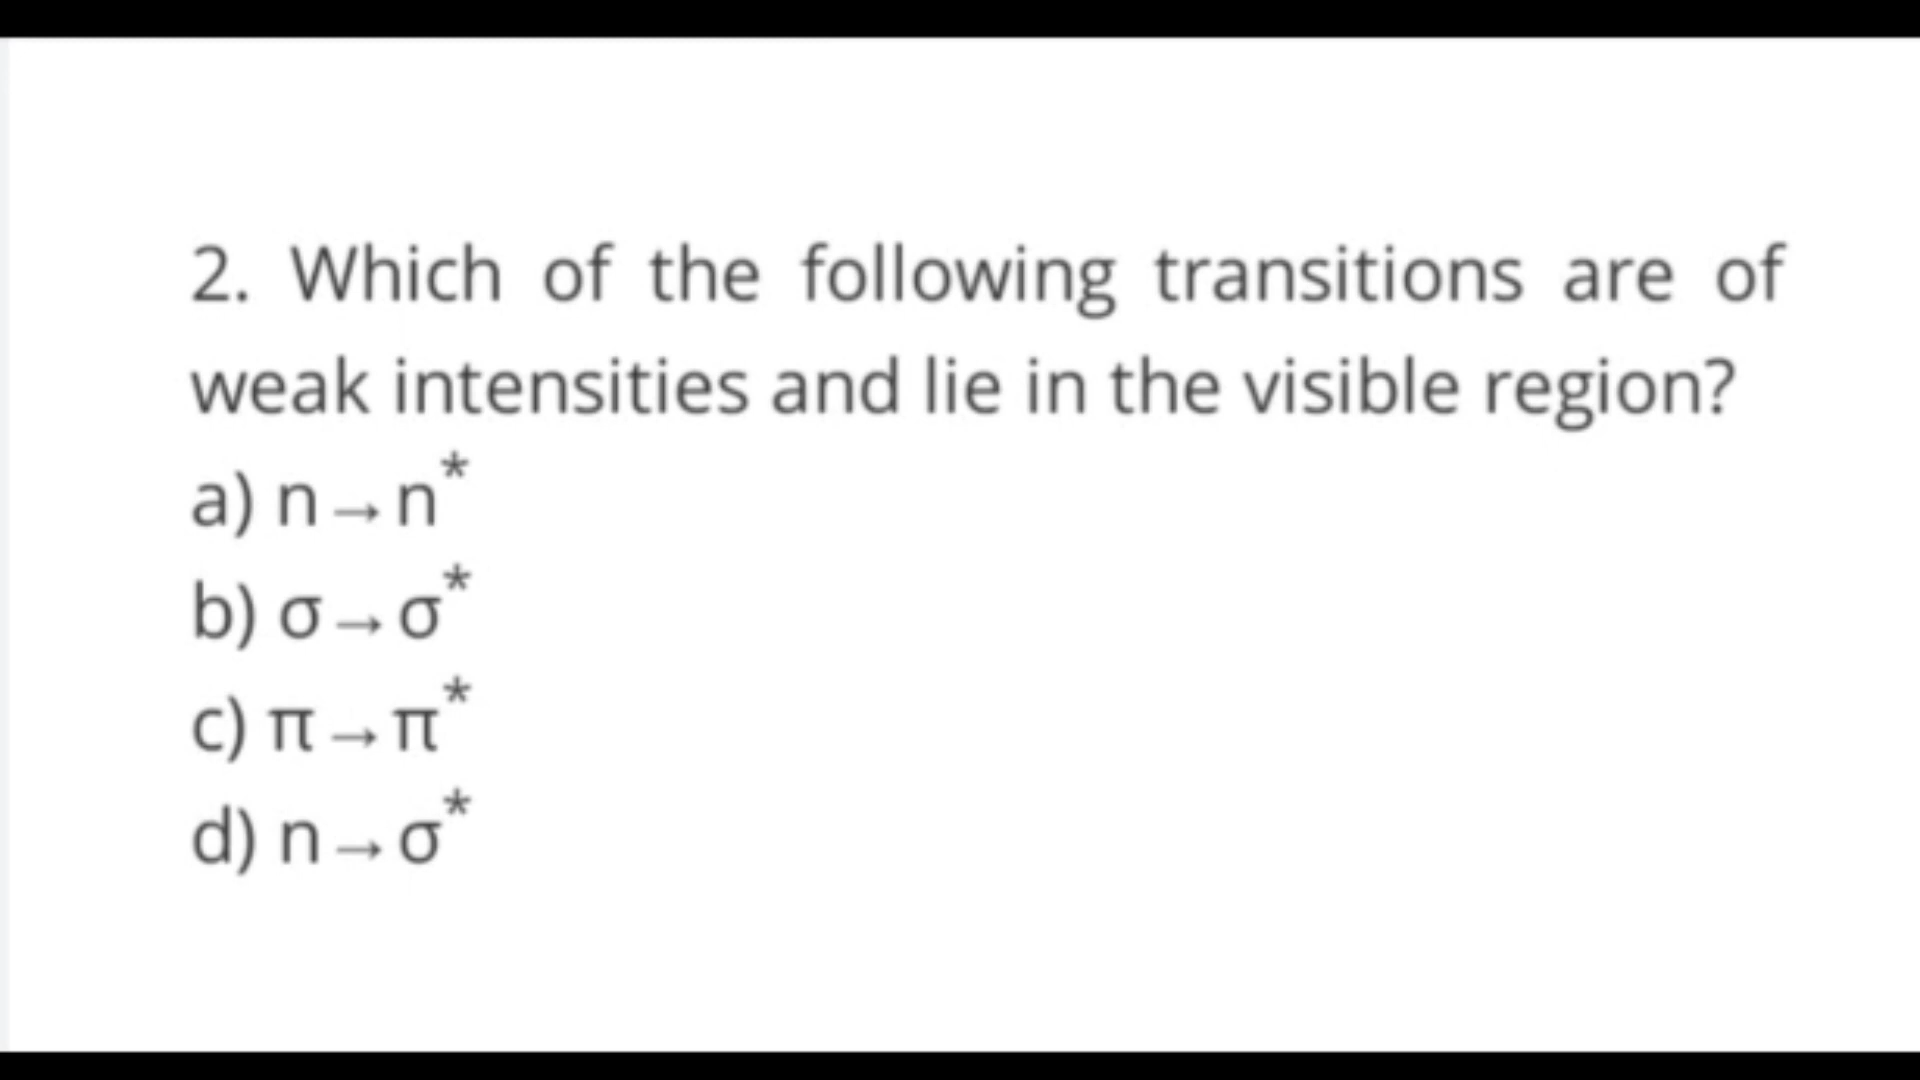 2. Which of the following transitions are of
weak intensities and lie in the visible region?
a) n→n*
b) σ→σ*
c) π→π*
d) n→σ*